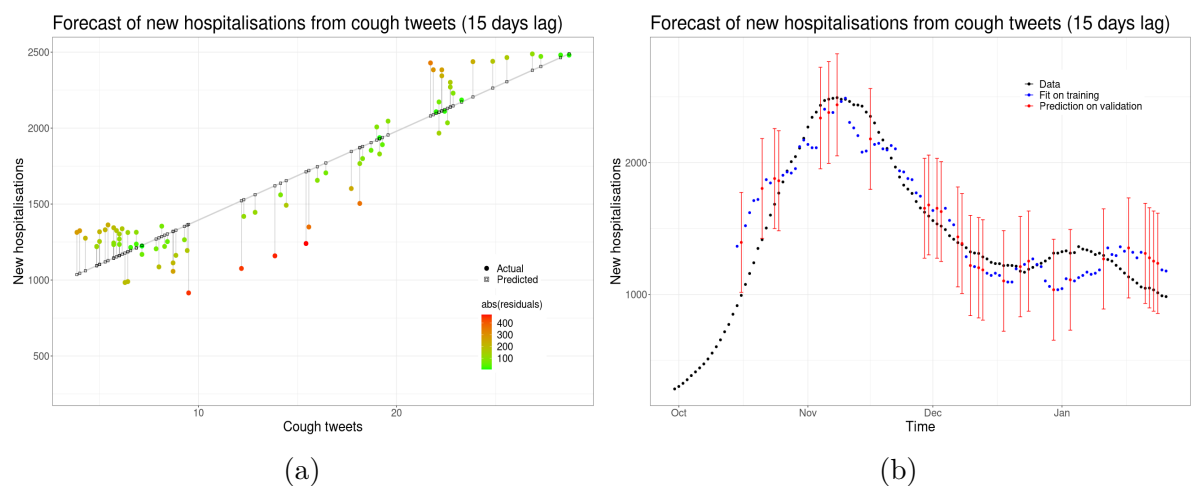 Forecast of new hospitalisations from cough tweets (15 days lag)
2500
2000
1500
1000
500
New hospitalisations
10
20
Cough tweets
Actual
Predicted
abs(residuals)
400
300
200
100
(a)
Forecast of new hospitalisations from cough tweets (15 days lag)
Data
Fit on training
Prediction on validation
2000
1000
New hospitalisations
Oct
Nov
Dec
Jan
Time
(b)